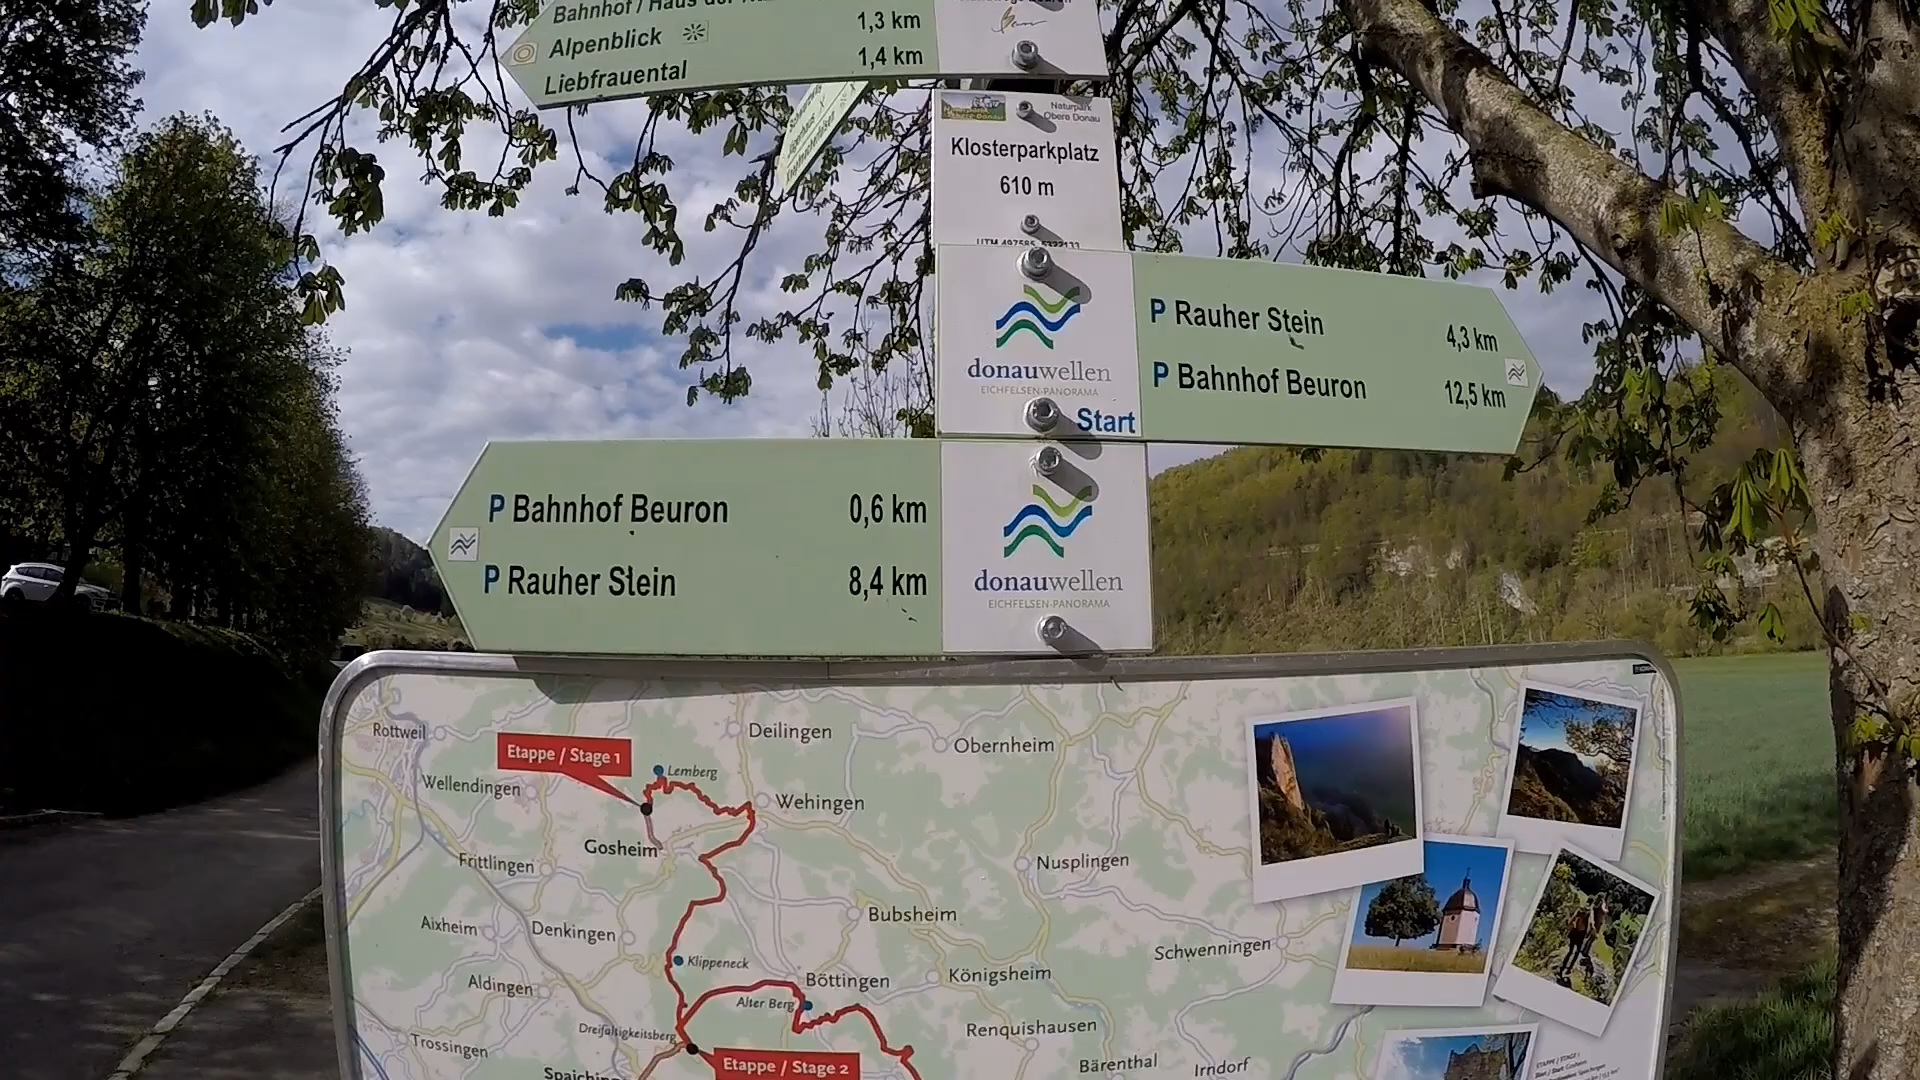 Bahnhof / Haus der
Alpenblick 1,3 km
Liebfrauental 1,4 km
Naturpark
Obere Donau
Klosterparkplatz
610 m
UTM 497585 5322133
donauwellen
EICHFELSEN-PANORAMA
Start
P Rauher Stein 4,3 km
P Bahnhof Beuron 12,5 km
P Bahnhof Beuron 0,6 km
P Rauher Stein 8,4 km
donauwellen
EICHFELSEN-PANORAMA
Rottweil
Deilingen
Obernheim
Etappe / Stage 1
Lemberg
Wellendingen
Wehingen
Gosheim
Frittlingen
Nusplingen
Bubsheim
Aixheim
Denkingen
Schwenningen
Klippeneck
Böttingen
Königsheim
Aldingen
Alter Berg
Dreifaltigkeitsberg
Renquishausen
Trossingen
Etappe / Stage 2
Bärenthal
Irndorf